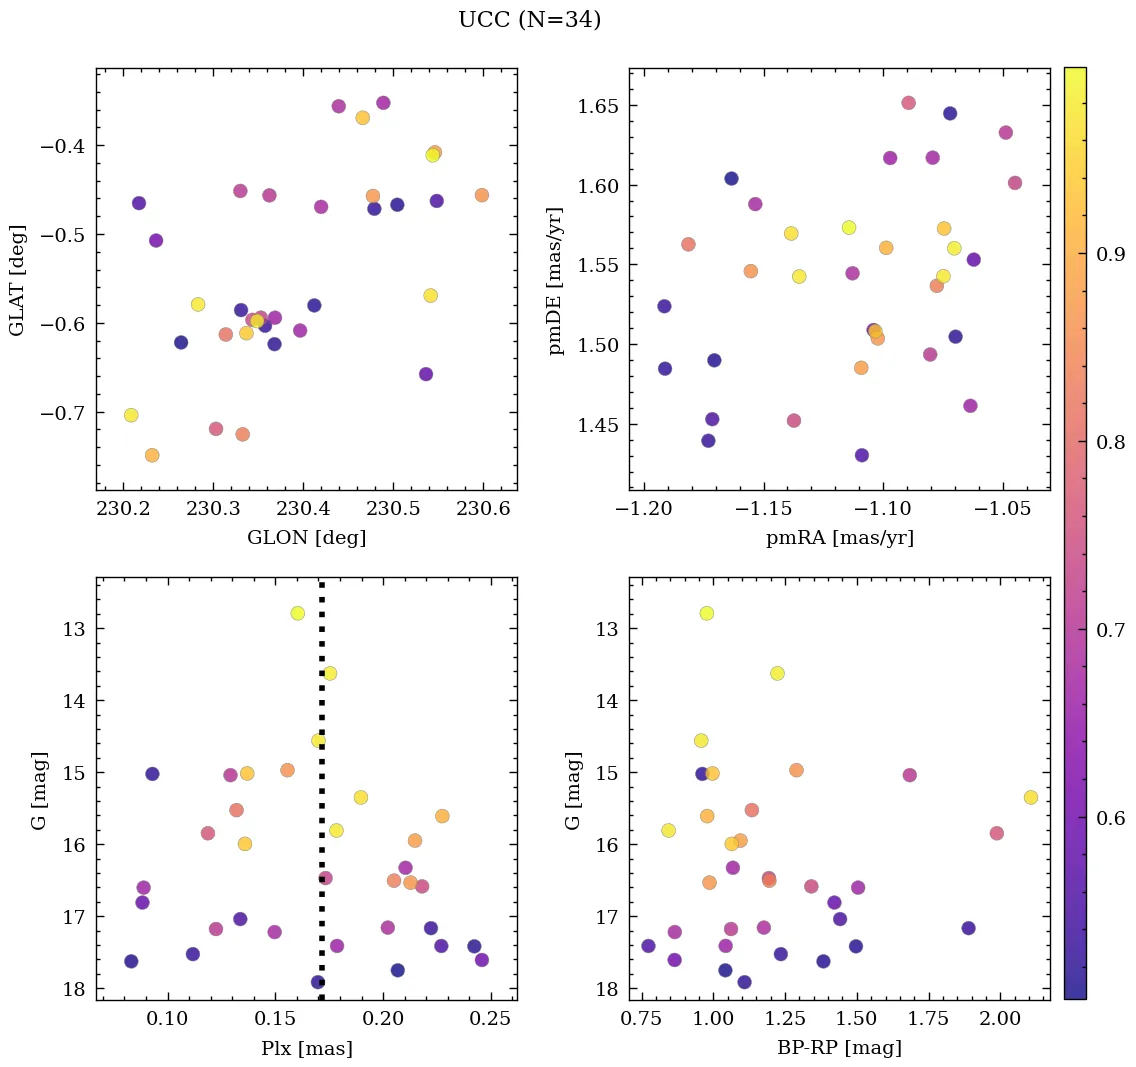 UCC (N=34)
−0.4
−0.5
−0.6
−0.7
GLAT [deg]
230.2 230.3 230.4 230.5 230.6
GLON [deg]
1.65
1.60
1.55
1.50
1.45
pmDE [mas/yr]
−1.20 −1.15 −1.10 −1.05
pmRA [mas/yr]
0.9
0.8
0.7
0.6
13
14
15
16
17
18
G [mag]
0.10 0.15 0.20 0.25
Plx [mas]
13
14
15
16
17
18
G [mag]
0.75 1.00 1.25 1.50 1.75 2.00
BP-RP [mag]